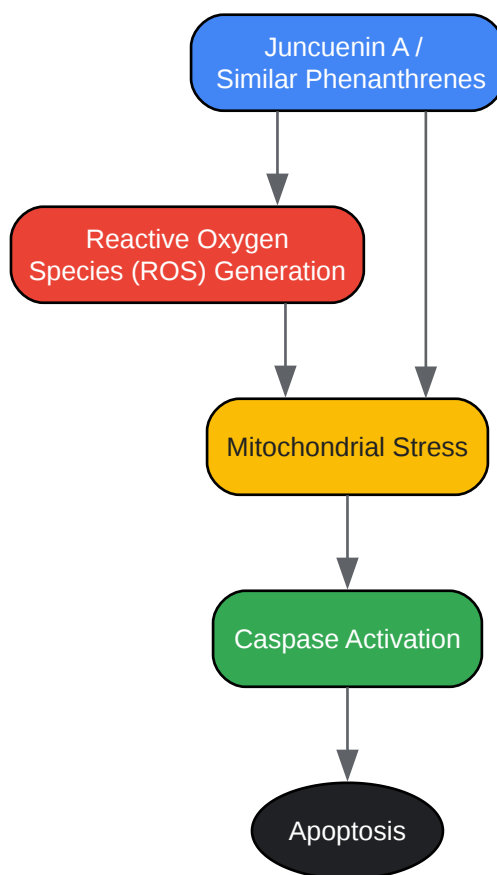 Juncuenin A /
Similar Phenanthrenes
Reactive Oxygen
Species (ROS) Generation
Mitochondrial Stress
Caspase Activation
Apoptosis